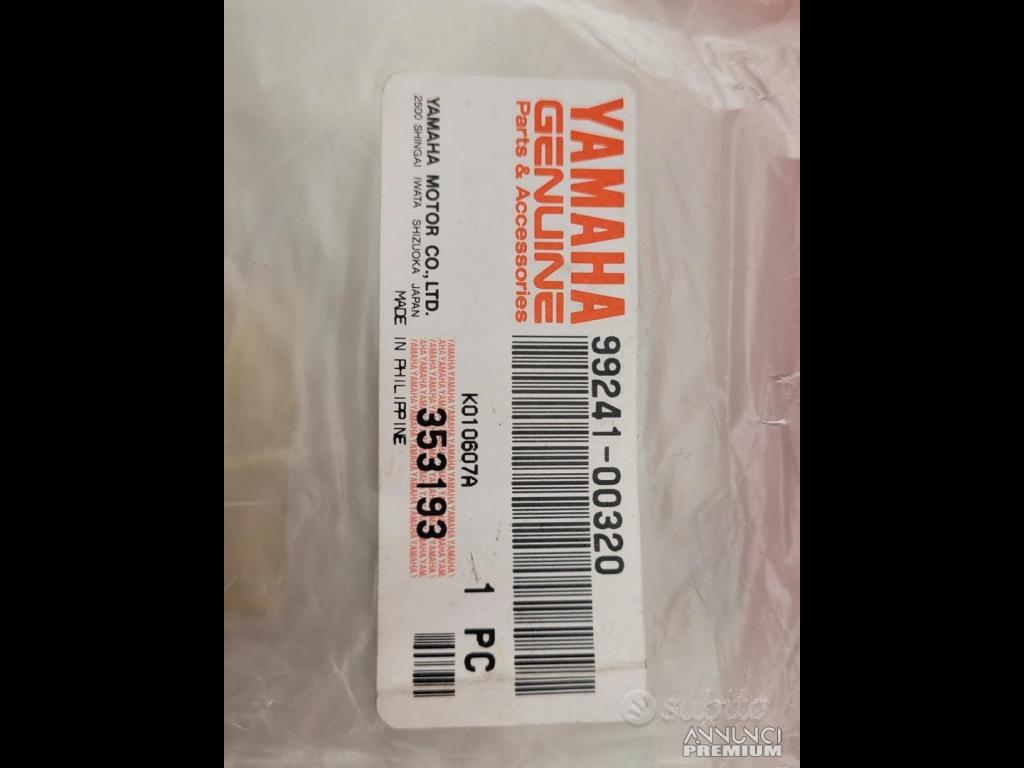 YAMAHA
GENUINE
Parts & Accessories
99241-00320
K010607A
1 PC
YAMAHA MOTOR CO.,LTD.
2500 SHINGAI IWATA SHIZUOKA JAPAN
353193
MADE IN PHILIPPINE
subito
ANNUNCI
PREMIUM